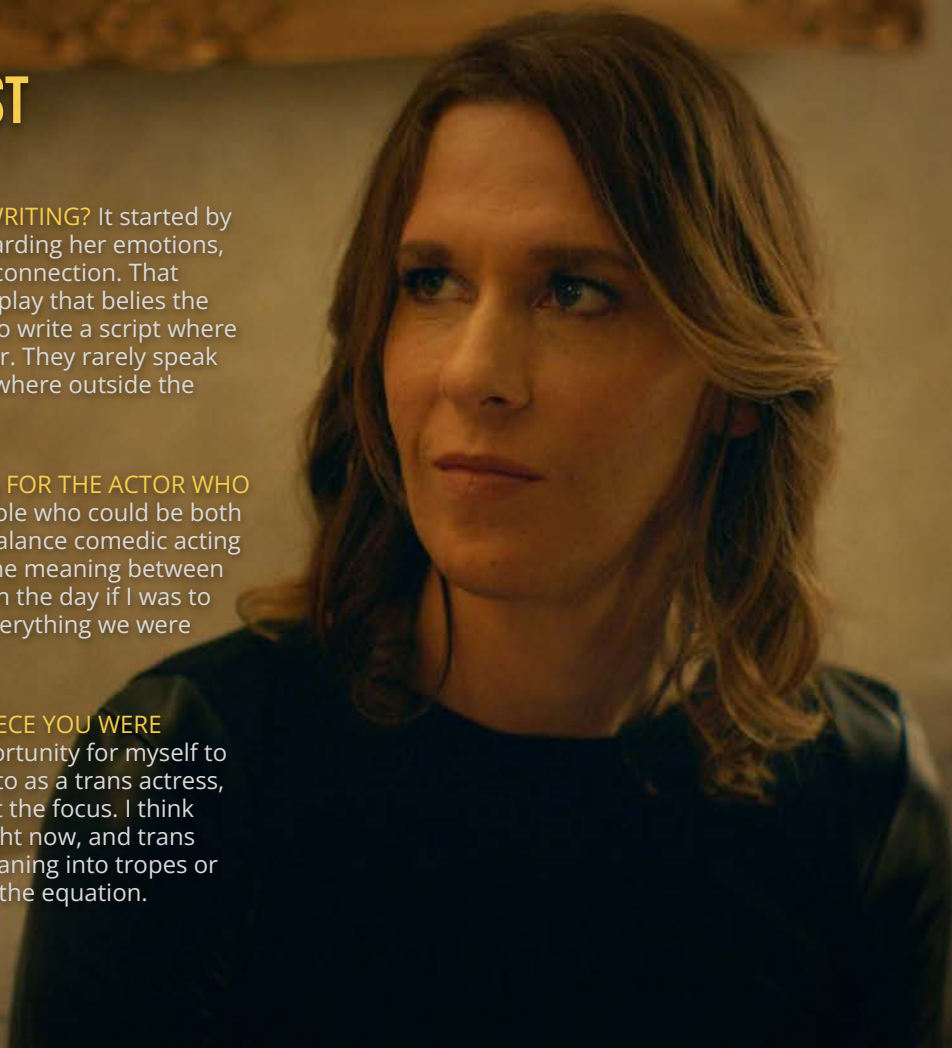 ST
WRITING? It started by
arding her emotions,
connection. That
play that belies the
o write a script where
r. They rarely speak
where outside the
FOR THE ACTOR WHO
ple who could be both
alance comedic acting
ne meaning between
n the day if I was to
erything we were
ECE YOU WERE
ortunity for myself to
to as a trans actress,
t the focus. I think
ht now, and trans
aning into tropes or
the equation.